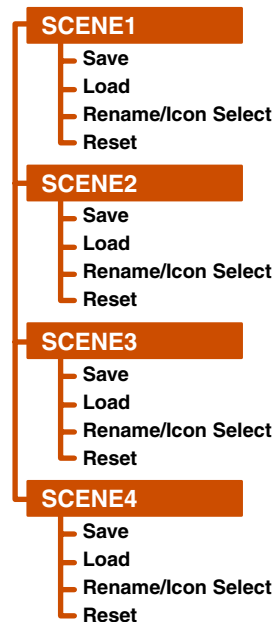 SCENE1
Save
Load
Rename/Icon Select
Reset
SCENE2
Save
Load
Rename/Icon Select
Reset
SCENE3
Save
Load
Rename/Icon Select
Reset
SCENE4
Save
Load
Rename/Icon Select
Reset